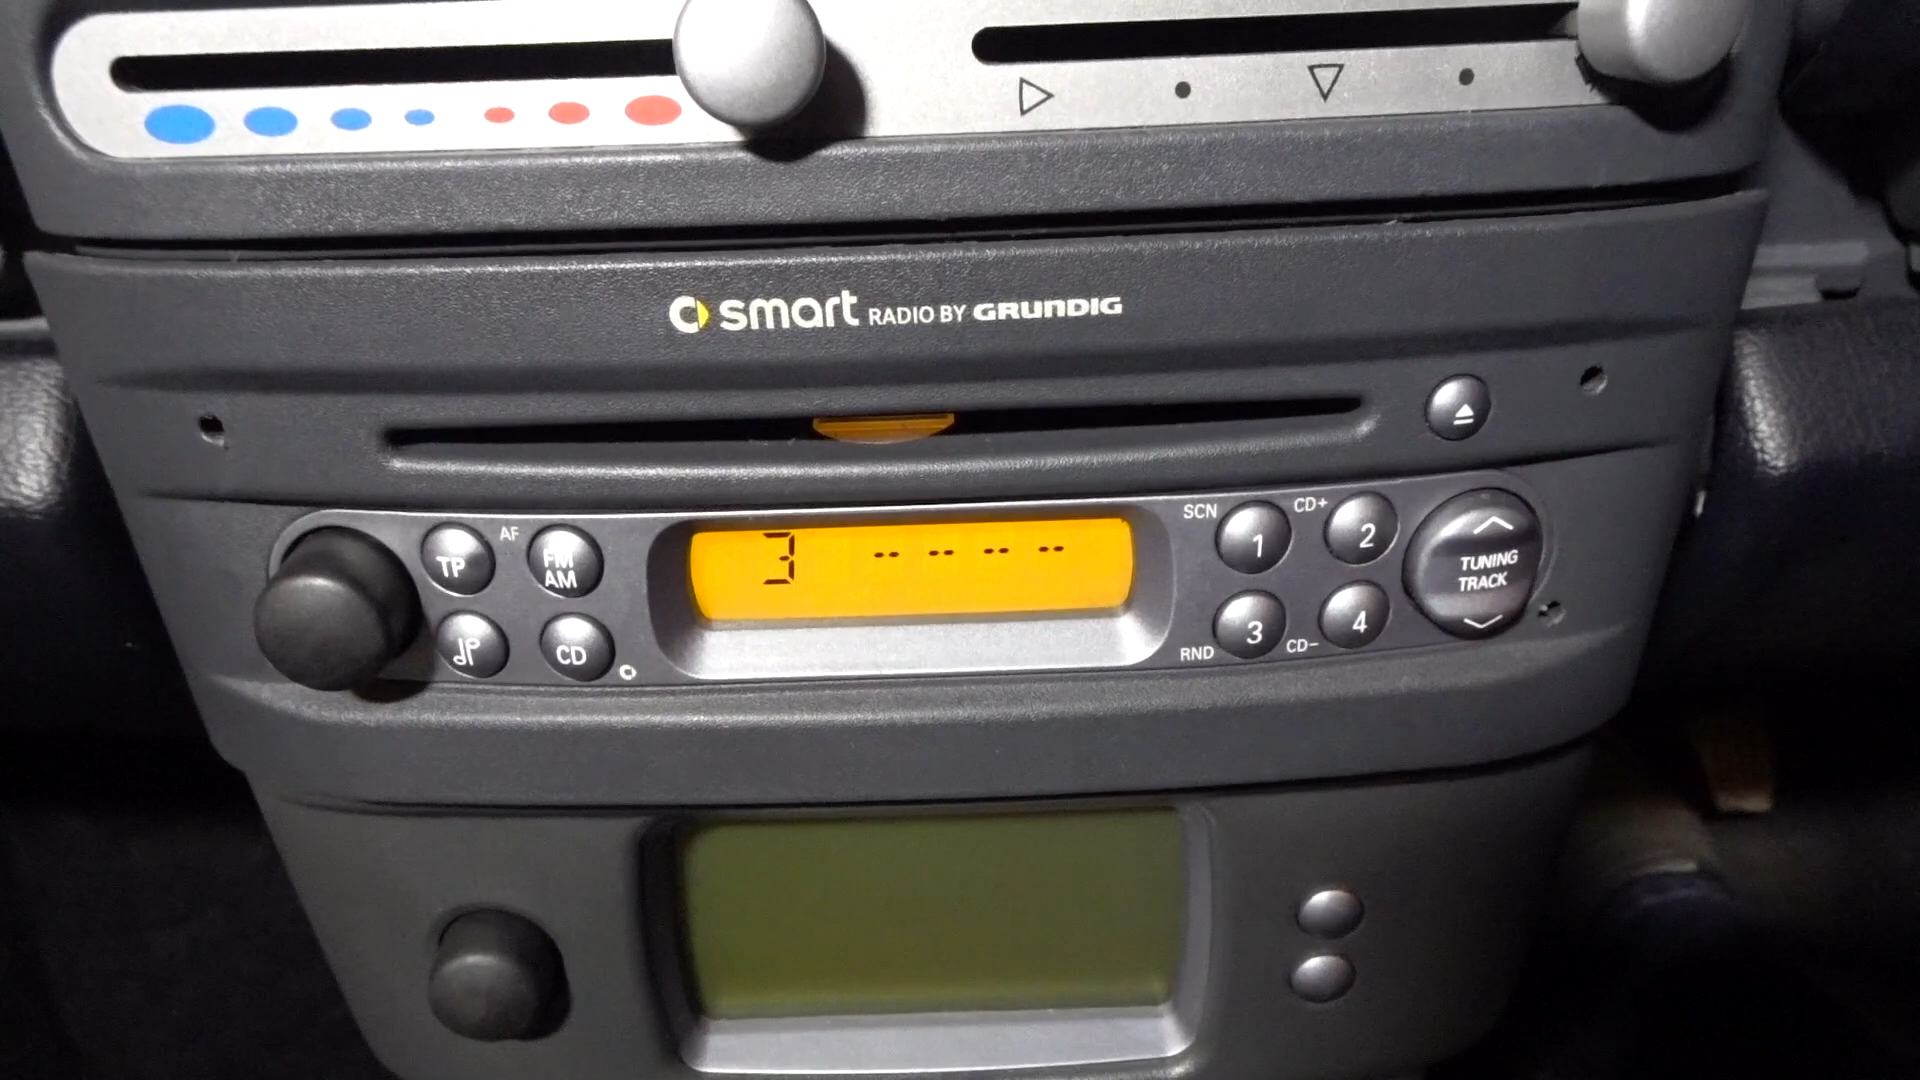 smart RADIO BY GRUNDIG
TP
AF
FM
AM
CD
3 -- -- -- --
SCN
1
CD+
2
TUNING
TRACK
RND
3
CD-
4